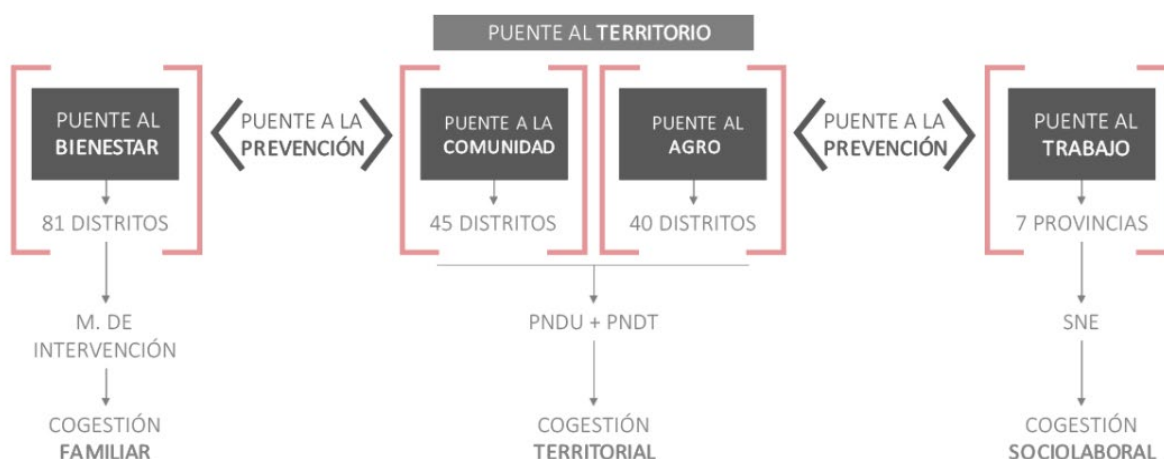 PUENTE AL TERRITORIO
PUENTE AL
BIENESTAR
81 DISTRITOS
M. DE
INTERVENCIÓN
COGESTIÓN
FAMILIAR
PUENTE A LA
PREVENCIÓN
PUENTE A LA
COMUNIDAD
45 DISTRITOS
PUENTE AL
AGRO
40 DISTRITOS
PNDU + PNDT
COGESTIÓN
TERRITORIAL
PUENTE A LA
PREVENCIÓN
PUENTE AL
TRABAJO
7 PROVINCIAS
SNE
COGESTIÓN
SOCIOLABORAL